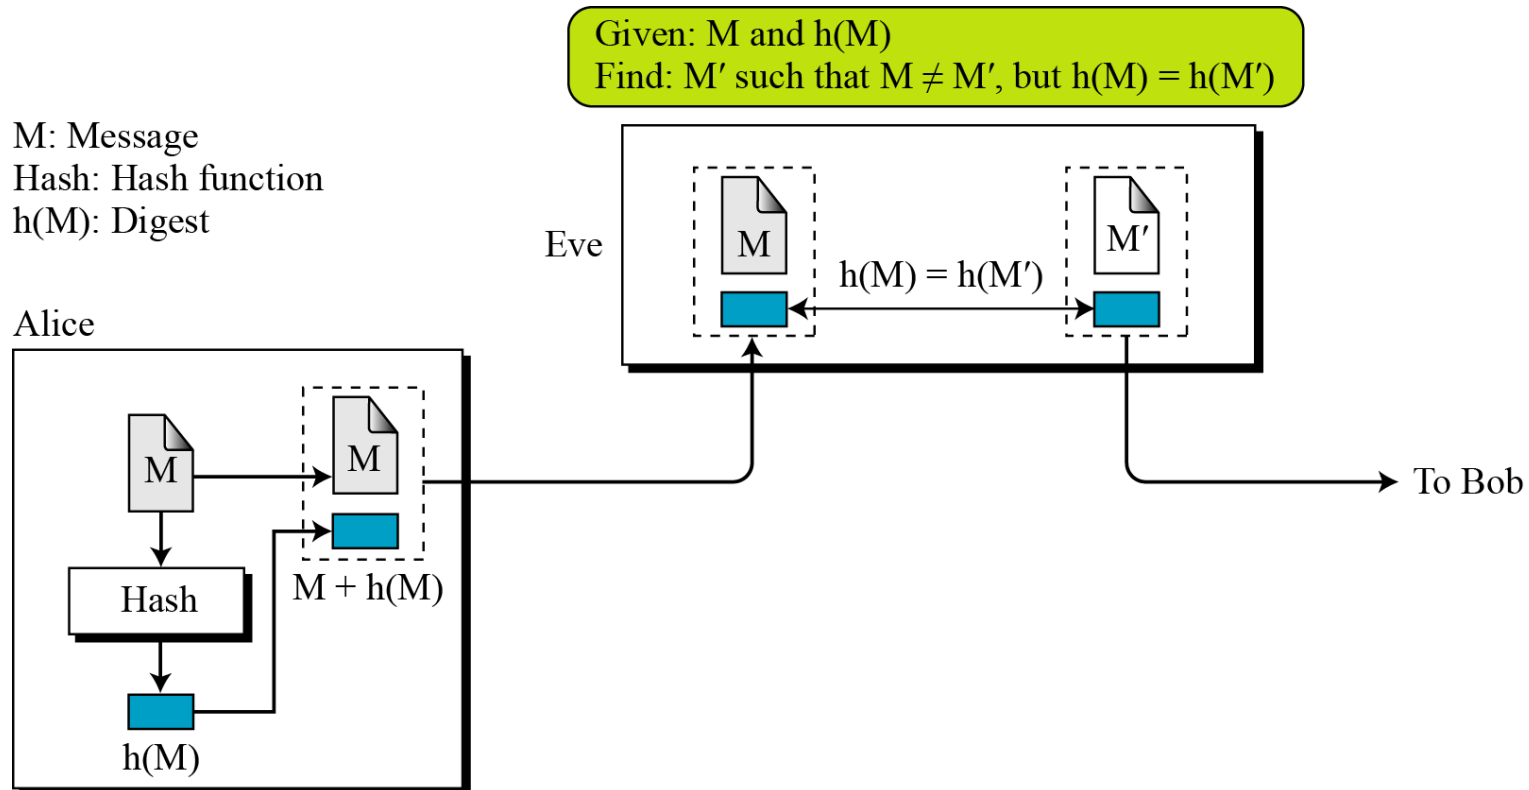 Given: M and h(M)
Find: M′ such that M ≠ M′, but h(M) = h(M′)
M: Message
Hash: Hash function
h(M): Digest
Eve
M
M′
h(M) = h(M′)
Alice
M
M
Hash
M + h(M)
h(M)
To Bob